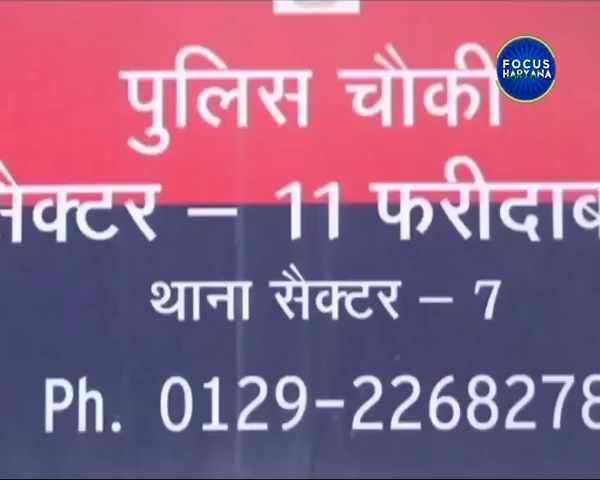 FOCUS
HARYANA
पुलिस चौकी
सैक्टर – 11 फरीदाब
थाना सैक्टर – 7
Ph. 0129-2268278